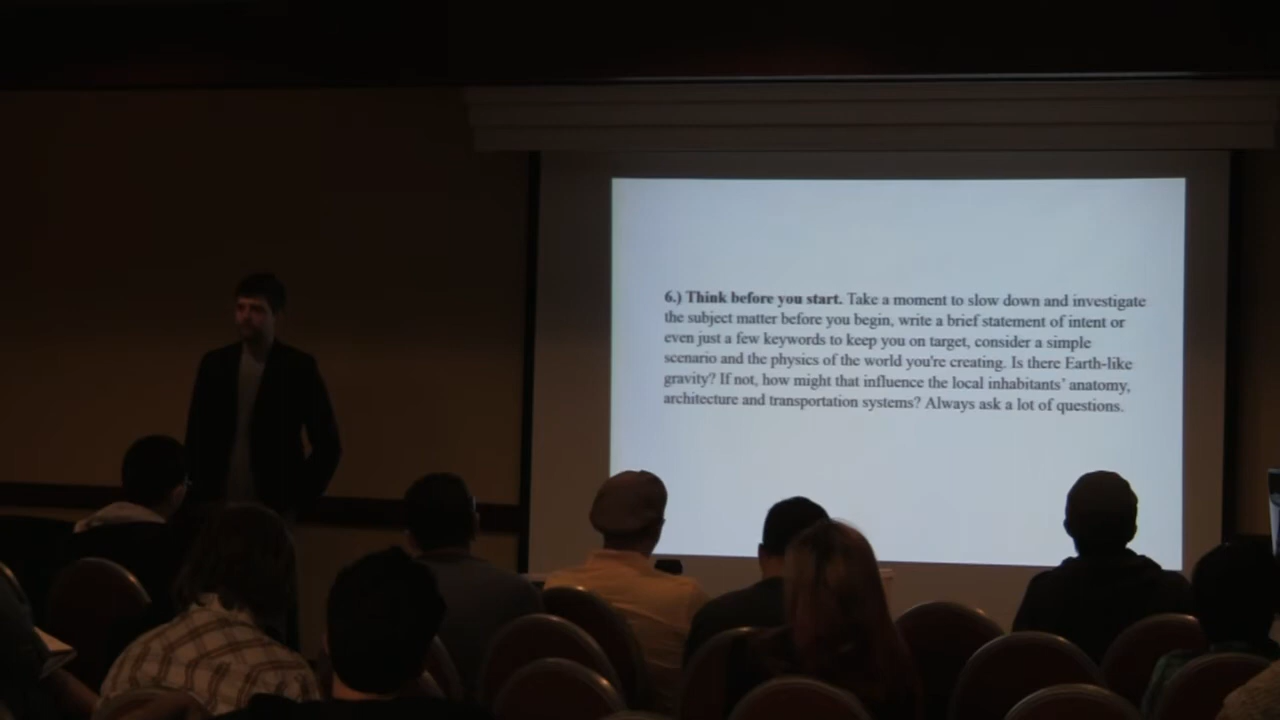 6.) Think before you start. Take a moment to slow down and investigate
the subject matter before you begin, write a brief statement of intent or
even just a few keywords to keep you on target, consider a simple
scenario and the physics of the world you're creating. Is there Earth-like
gravity? If not, how might that influence the local inhabitants’ anatomy,
architecture and transportation systems? Always ask a lot of questions.